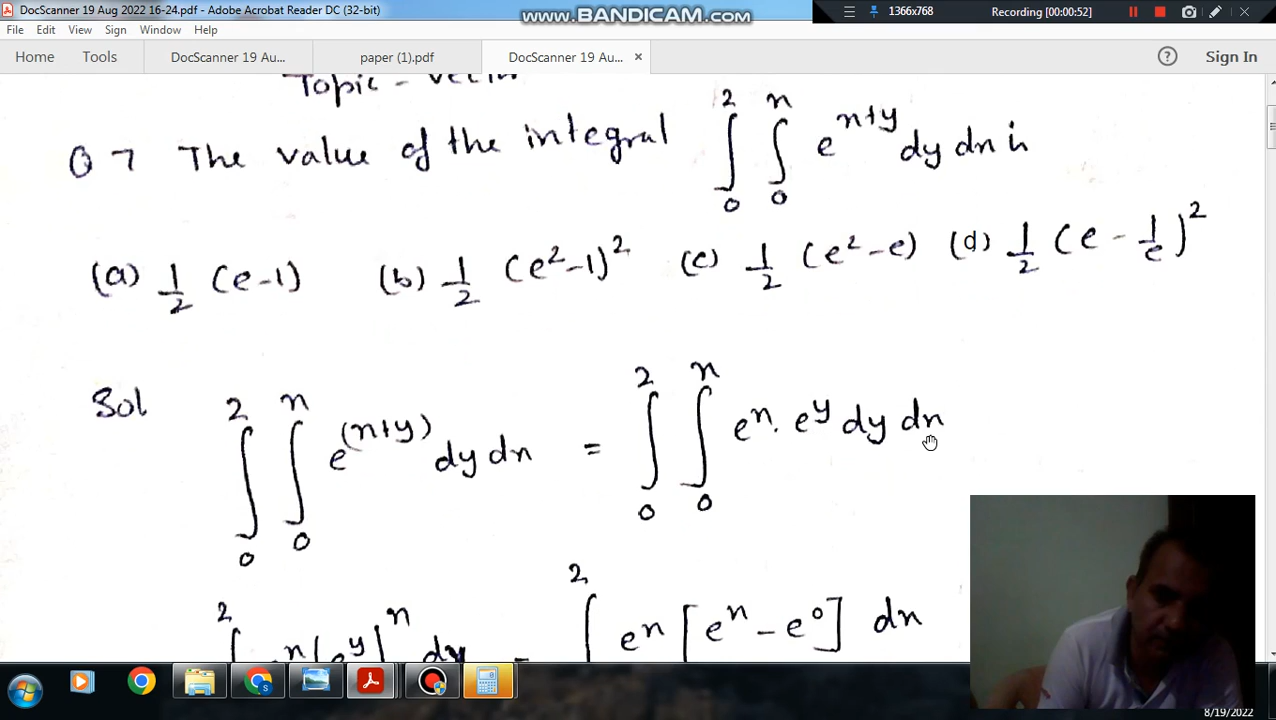 DocScanner 19 Aug 2022 16-24.pdf - Adobe Acrobat Reader DC (32-bit)
www.BANDICAM.com
1366x768
Recording [00:00:52]
File Edit View Sign Window Help
Home Tools DocScanner 19 Au... paper (1).pdf DocScanner 19 Au... × Sign In
Topic -
Q 7 The value of the integral ∫₀² ∫₀ˣ e^(x+y) dy dx is
(a) 1/2 (e-1) (b) 1/2 (e²-1)² (c) 1/2 (e²-e) (d) 1/2 (e - 1/e)²
Sol ∫₀² ∫₀ˣ e^(x+y) dy dx = ∫₀² ∫₀ˣ eˣ. e^y dy dx
eˣ [eˣ - e⁰] dx
8/19/2022